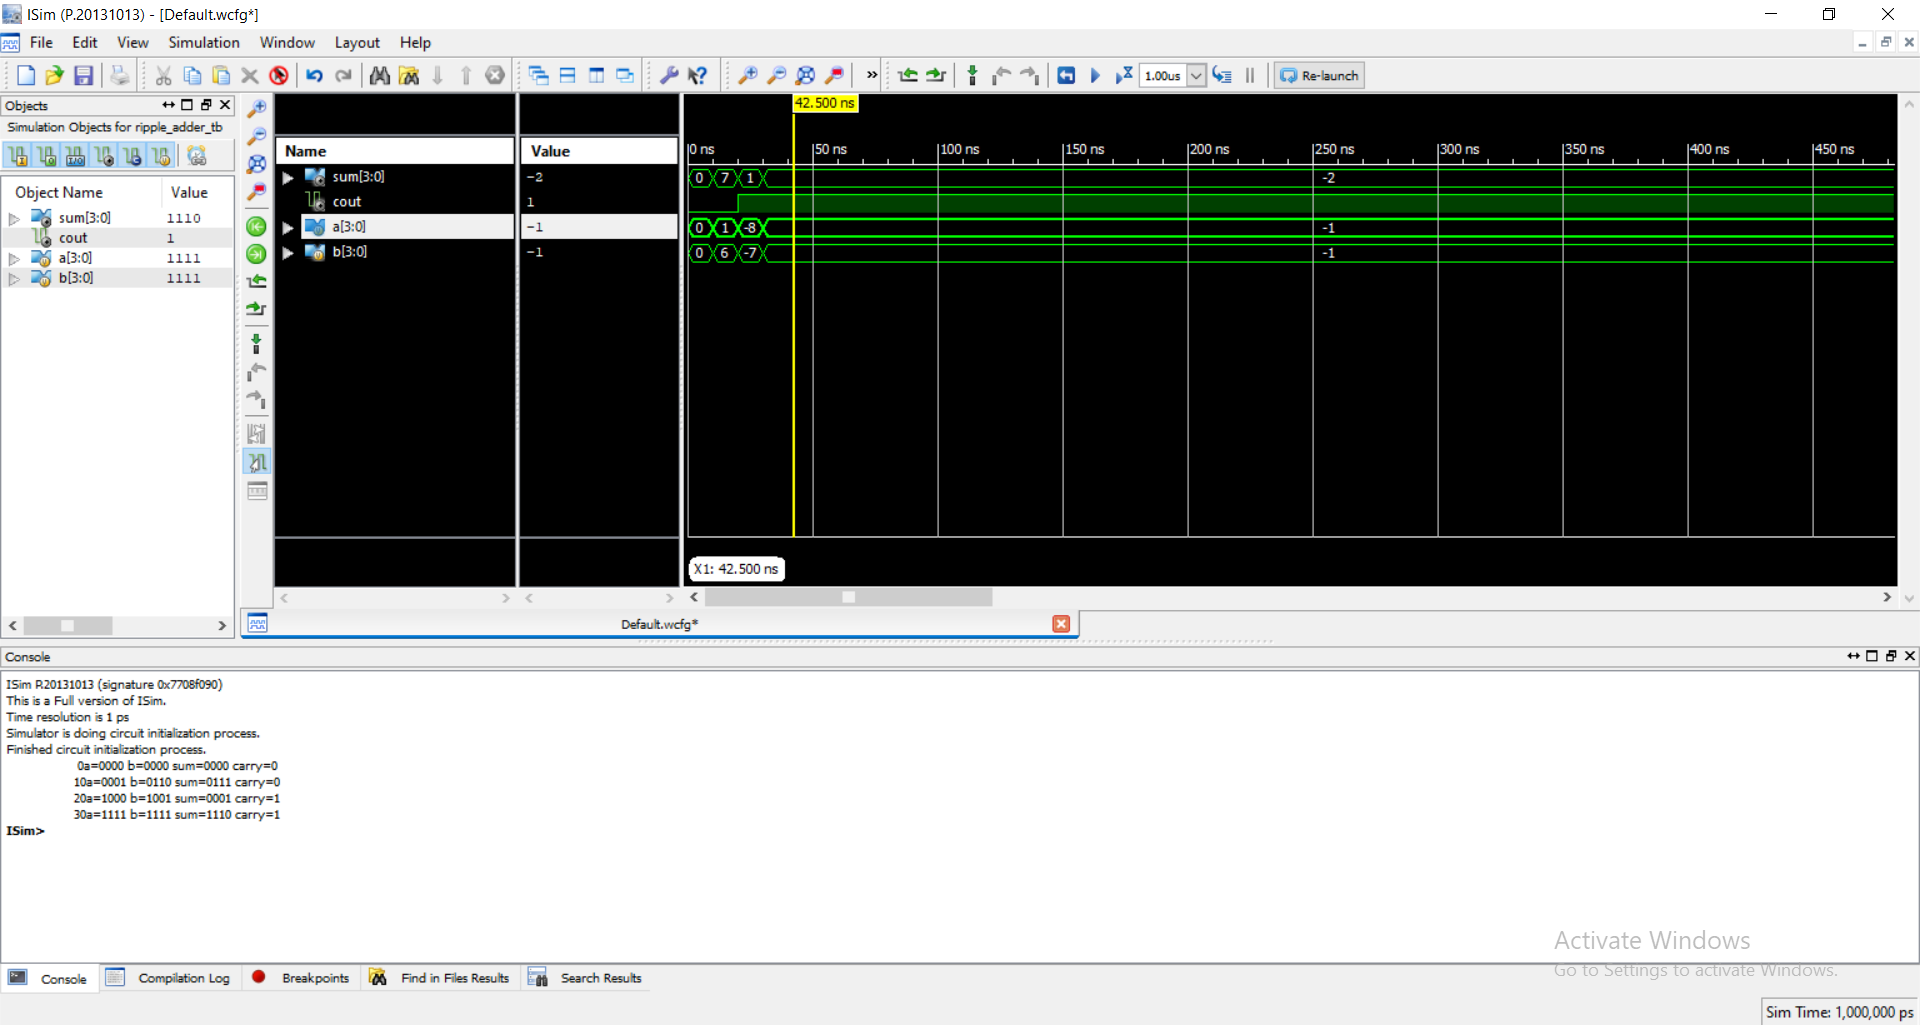 ISim (P.20131013) - [Default.wcfg*]
File Edit View Simulation Window Layout Help
1.00us
Re-launch
Objects
Simulation Objects for ripple_adder_tb
Object Name Value
sum[3:0] 1110
cout 1
a[3:0] 1111
b[3:0] 1111
42.500 ns
Name Value
0 ns 50 ns 100 ns 150 ns 200 ns 250 ns 300 ns 350 ns 400 ns 450 ns
sum[3:0] -2 0 7 1 -2
cout 1
a[3:0] -1 0 1 -8 -1
b[3:0] -1 0 6 -7 -1
X1: 42.500 ns
Default.wcfg*
Console
ISim P.20131013 (signature 0x7708f090)
This is a Full version of ISim.
Time resolution is 1 ps
Simulator is doing circuit initialization process.
Finished circuit initialization process.
0a=0000 b=0000 sum=0000 carry=0
10a=0001 b=0110 sum=0111 carry=0
20a=1000 b=1001 sum=0001 carry=1
30a=1111 b=1111 sum=1110 carry=1
ISim>
Activate Windows
Go to Settings to activate Windows.
Console Compilation Log Breakpoints Find in Files Results Search Results
Sim Time: 1,000,000 ps